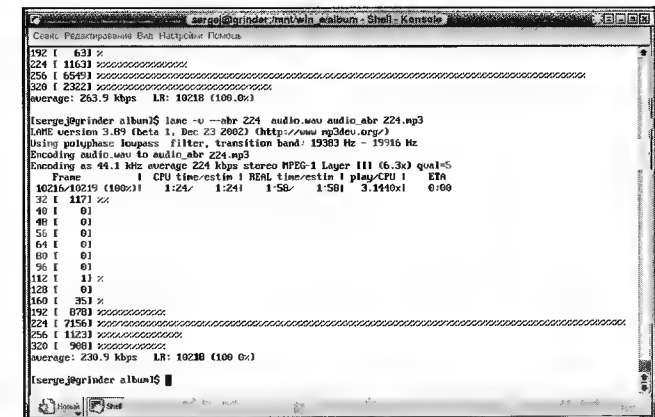 sergej@grinder:/mnt/win_e/album - Shell - Konsole
Сеанс Редактирование Вид Настройки Помощь
192 [ 63] %
224 [ 1163] %%%%%%%%%%%%%%%
256 [ 6549] %%%%%%%%%%%%%%%%%%%%%%%%%%%%%%%%%%%%%%%%%%%%%%%%%%%%%%%%%%%%%%%%%%%%%%%%%%
320 [ 2322] %%%%%%%%%%%%%%%%%%%%%%%%%%%%
average: 263.9 kbps LR: 10218 (100.0%)
[sergej@grinder album]$ lame -v --abr 224 audio.wav audio_abr 224.mp3
LAME version 3.89 (beta 1, Dec 23 2002) (http://www mp3dev.org/)
Using polyphase lowpass filter, transition band: 19383 Hz - 19916 Hz
Encoding audio.wav to audio_abr 224.mp3
Encoding as 44.1 kHz average 224 kbps stereo MPEG-1 Layer III (6.3x) qual=5
Frame | CPU time/estim | REAL time/estim | play/CPU | ETA
10216/10219 (100%)| 1:24/ 1:24| 1:58/ 1:58| 3.1440x| 0:00
32 [ 117] %%
40 [ 0]
48 [ 0]
56 [ 0]
64 [ 0]
80 [ 0]
96 [ 0]
112 [ 1] %
128 [ 0]
160 [ 35] %
192 [ 878] %%%%%%%%%%
224 [ 7156] %%%%%%%%%%%%%%%%%%%%%%%%%%%%%%%%%%%%%%%%%%%%%%%%%%%%%%%%%%%%%%%%%%%%%%%%%%%%%%%
256 [ 1123] %%%%%%%%%%%%%
320 [ 908] %%%%%%%%%%
average: 230.9 kbps LR: 10218 (100 0%)
[sergej@grinder album]$
Новый Shell